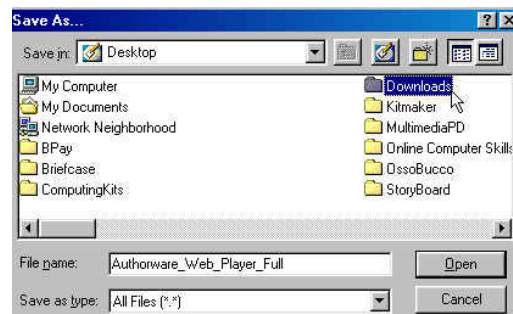 Save As...
Save in: Desktop
My Computer
My Documents
Network Neighborhood
BPay
Briefcase
ComputingKits
Downloads
Kitmaker
MultimediaPD
Online Computer Skills
OssoBucco
StoryBoard
File name: Authorware_Web_Player_Full Open
Save as type: All Files (*.*) Cancel